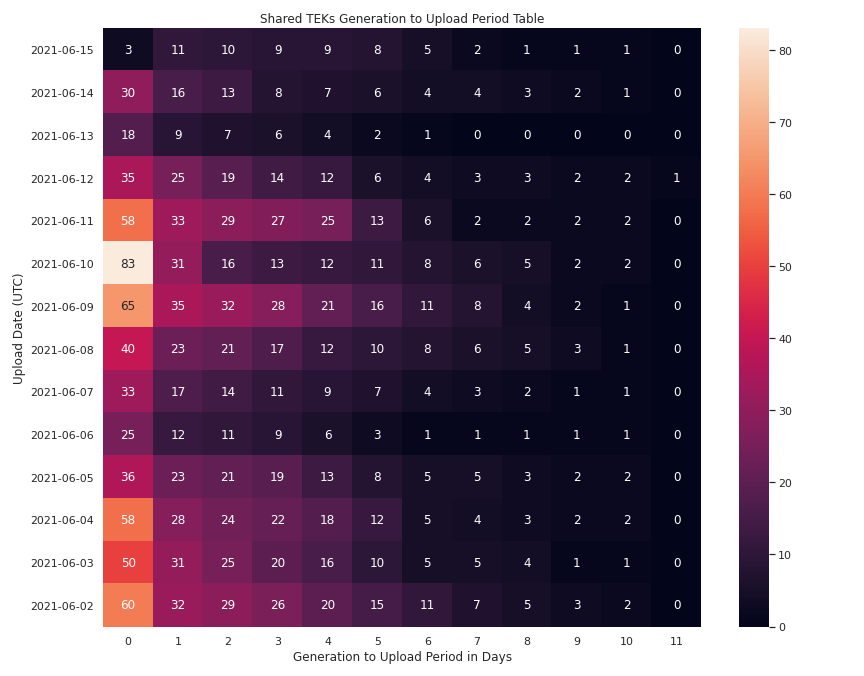 Shared TEKs Generation to Upload Period Table
Upload Date (UTC)
2021-06-15 3 11 10 9 9 8 5 2 1 1 1 0
2021-06-14 30 16 13 8 7 6 4 4 3 2 1 0
2021-06-13 18 9 7 6 4 2 1 0 0 0 0 0
2021-06-12 35 25 19 14 12 6 4 3 3 2 2 1
2021-06-11 58 33 29 27 25 13 6 2 2 2 2 0
2021-06-10 83 31 16 13 12 11 8 6 5 2 2 0
2021-06-09 65 35 32 28 21 16 11 8 4 2 1 0
2021-06-08 40 23 21 17 12 10 8 6 5 3 1 0
2021-06-07 33 17 14 11 9 7 4 3 2 1 1 0
2021-06-06 25 12 11 9 6 3 1 1 1 1 1 0
2021-06-05 36 23 21 19 13 8 5 5 3 2 2 0
2021-06-04 58 28 24 22 18 12 5 4 3 2 2 0
2021-06-03 50 31 25 20 16 10 5 5 4 1 1 0
2021-06-02 60 32 29 26 20 15 11 7 5 3 2 0
0 1 2 3 4 5 6 7 8 9 10 11
Generation to Upload Period in Days
80
70
60
50
40
30
20
10
0